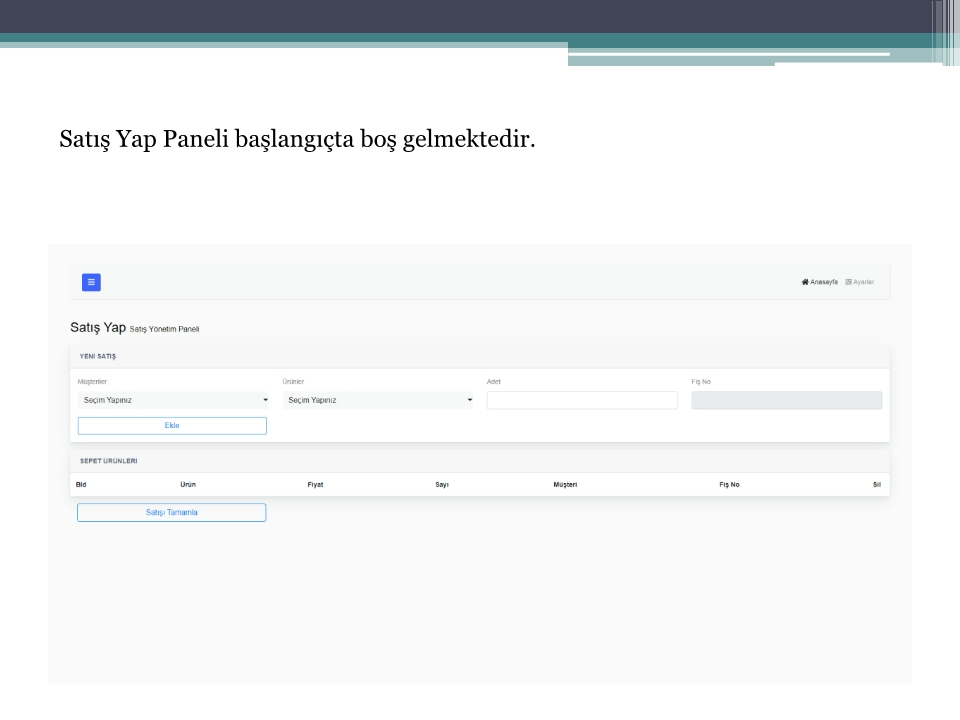 Satış Yap Paneli başlangıçta boş gelmektedir.
Anasayfa Ayarlar
Satış Yap Satış Yönetim Paneli
YENİ SATIŞ
Müşteriler Ürünler Adet Fiş No
Seçim Yapınız Seçim Yapınız
Ekle
SEPET ÜRÜNLERİ
Bid Ürün Fiyat Sayı Müşteri Fiş No Sil
Satışı Tamamla